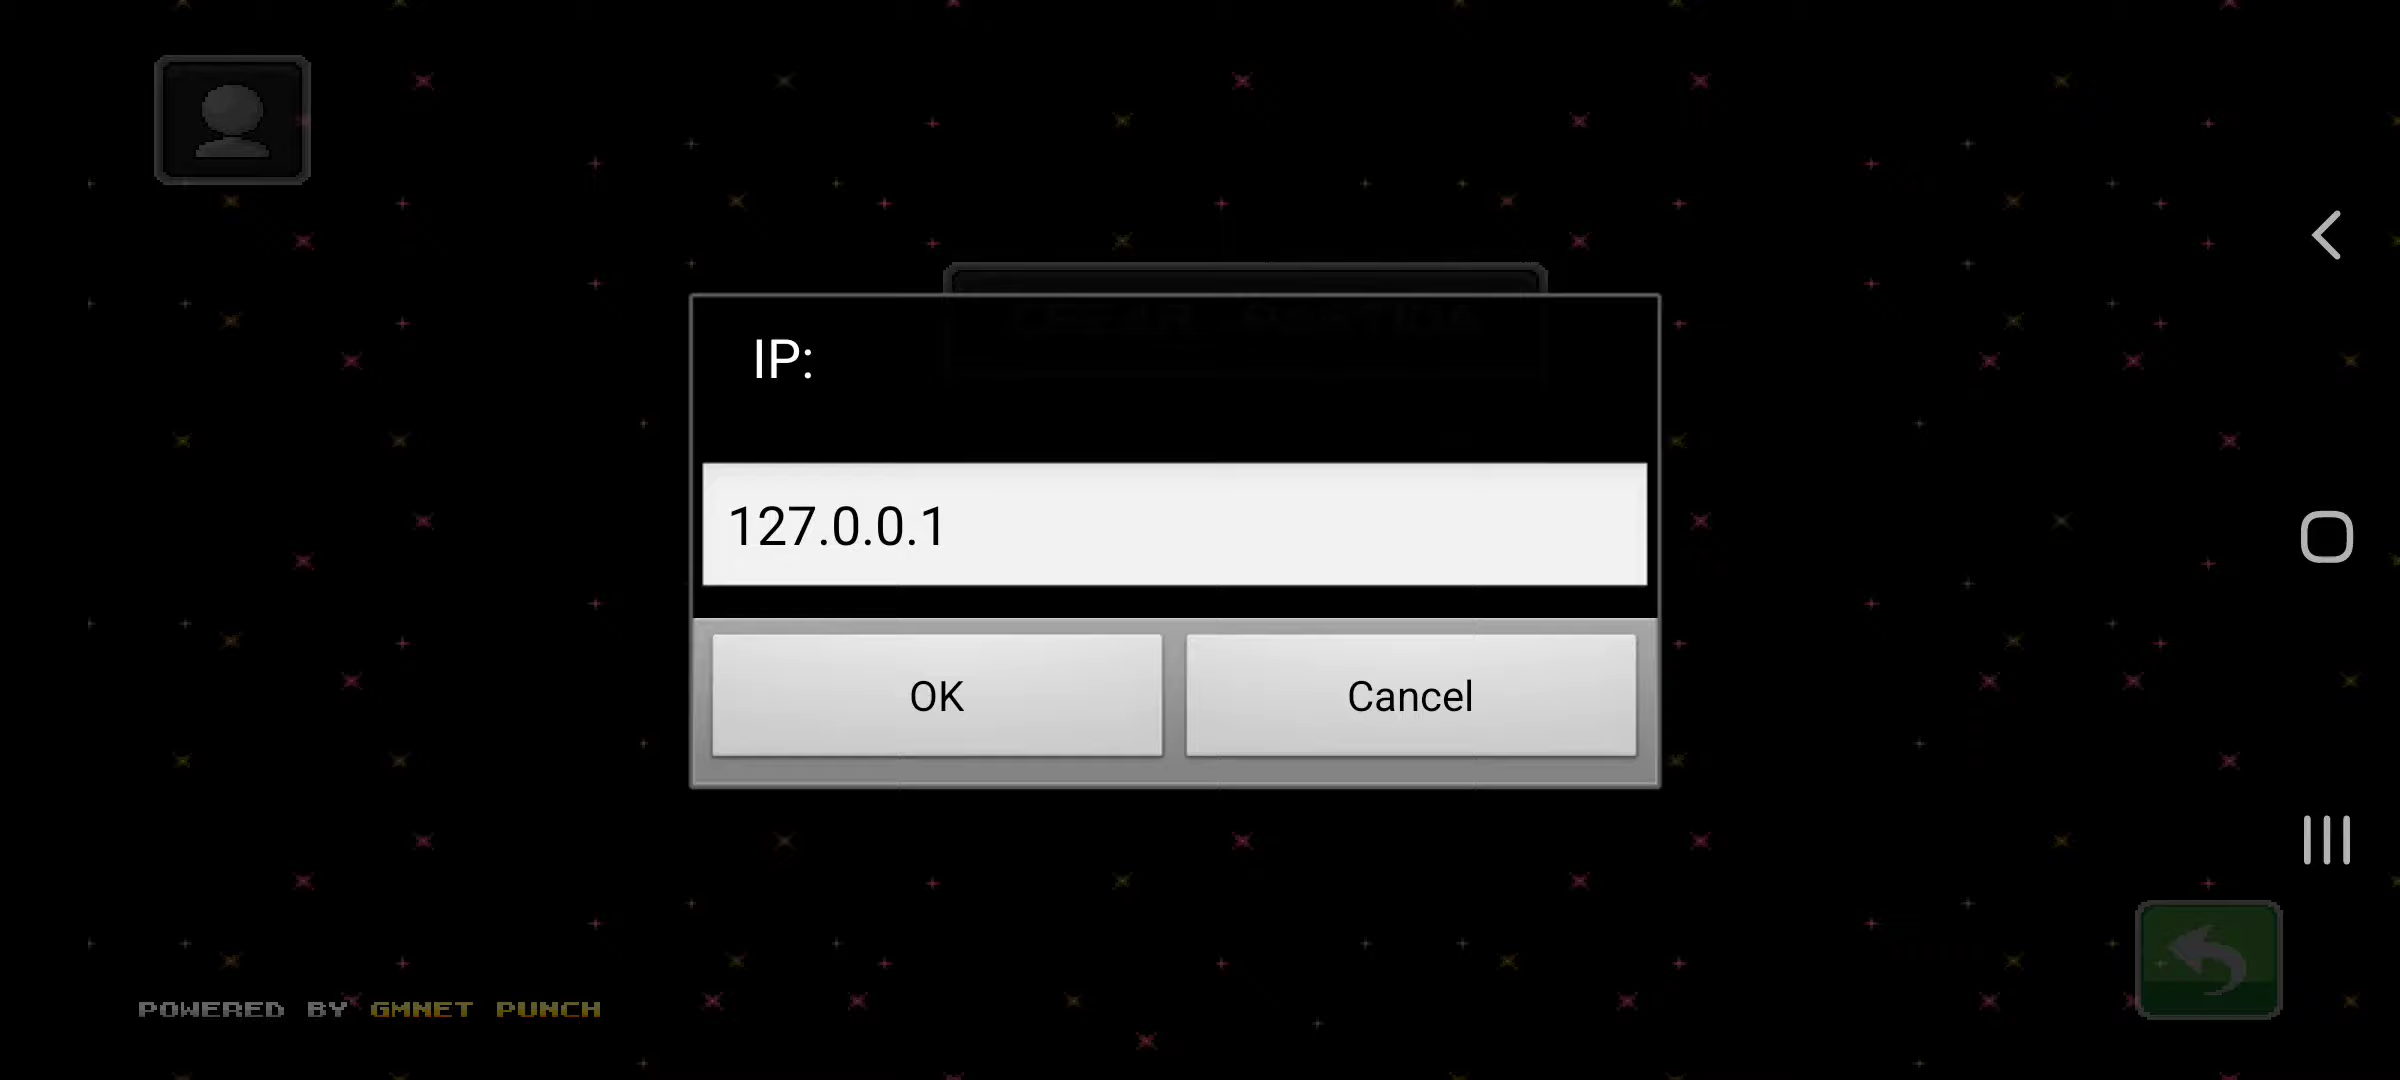 IP:
127.0.0.1
OK
Cancel
POWERED BY GMNET PUNCH